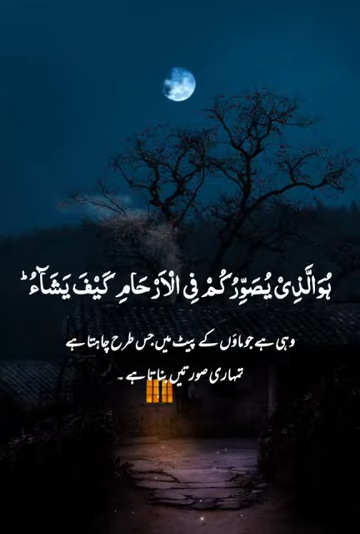 ہُوَالَّذِیْ یُصَوِّرُکُمْ فِی الْاَرْحَامِ کَیْفَ یَشَآءُ ؕ
وہی ہے جو ماؤں کے پیٹ میں جس طرح چاہتا ہے
تمہاری صورتیں بناتا ہے ۔